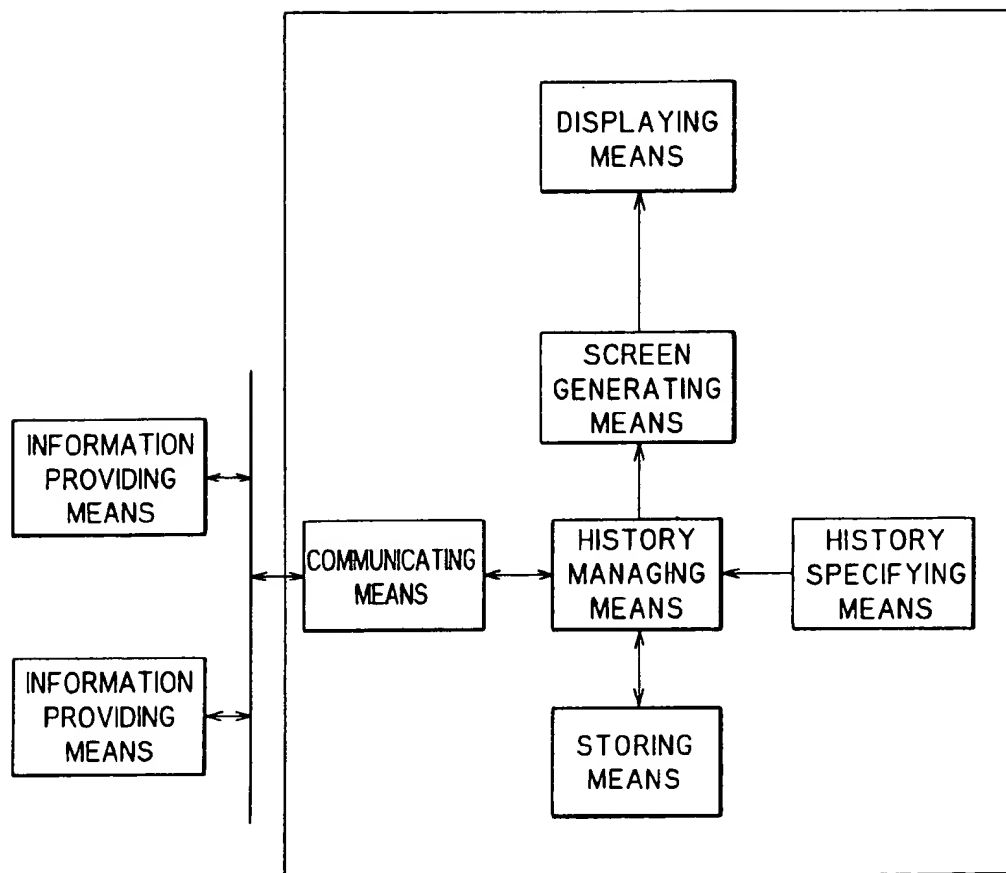 DISPLAYING
MEANS
SCREEN
GENERATING
MEANS
INFORMATION
PROVIDING
MEANS
COMMUNICATING
MEANS
HISTORY
MANAGING
MEANS
HISTORY
SPECIFYING
MEANS
INFORMATION
PROVIDING
MEANS
STORING
MEANS